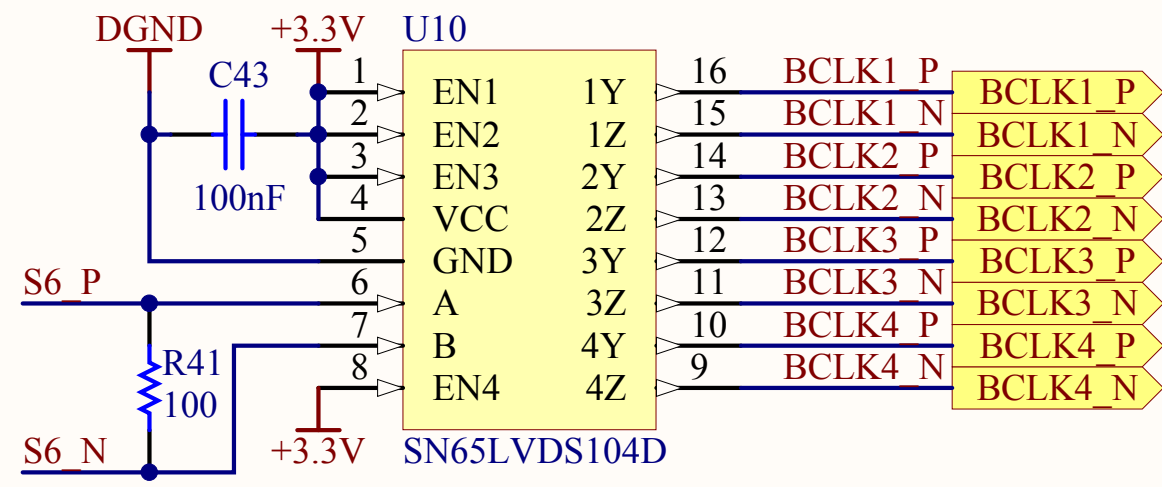 DGND +3.3V U10
C43
100nF
1 EN1 1Y 16 BCLK1_P BCLK1_P
2 EN2 1Z 15 BCLK1_N BCLK1_N
3 EN3 2Y 14 BCLK2_P BCLK2_P
4 VCC 2Z 13 BCLK2_N BCLK2_N
5 GND 3Y 12 BCLK3_P BCLK3_P
S6_P 6 A 3Z 11 BCLK3_N BCLK3_N
7 B 4Y 10 BCLK4_P BCLK4_P
R41
100
8 EN4 4Z 9 BCLK4_N BCLK4_N
S6_N +3.3V SN65LVDS104D